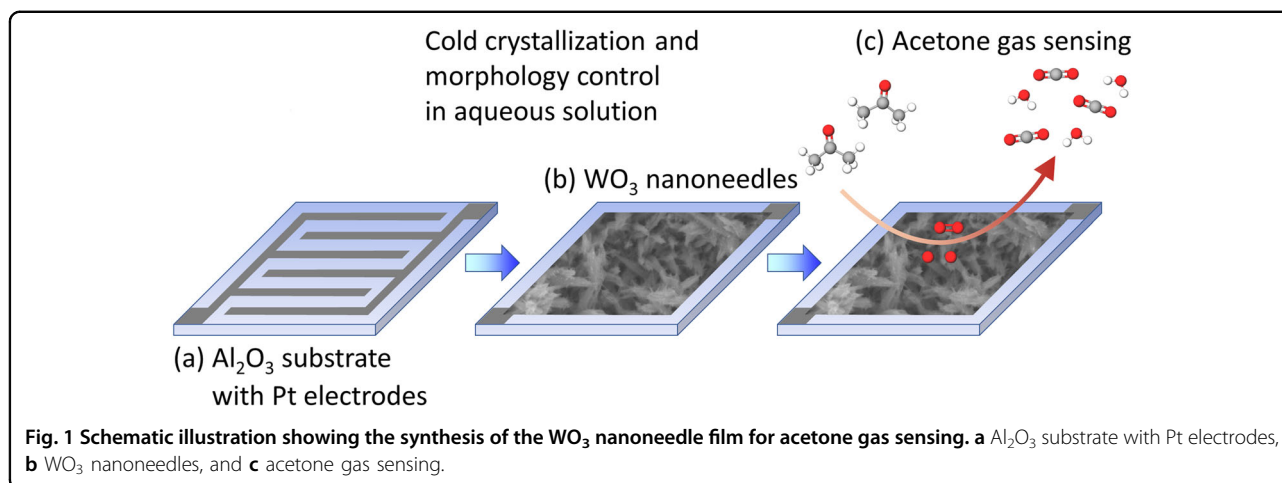 Cold crystallization and
morphology control
in aqueous solution
(c) Acetone gas sensing
(b) WO₃ nanoneedles
(a) Al₂O₃ substrate
with Pt electrodes
Fig. 1 Schematic illustration showing the synthesis of the WO₃ nanoneedle film for acetone gas sensing. a Al₂O₃ substrate with Pt electrodes,
b WO₃ nanoneedles, and c acetone gas sensing.